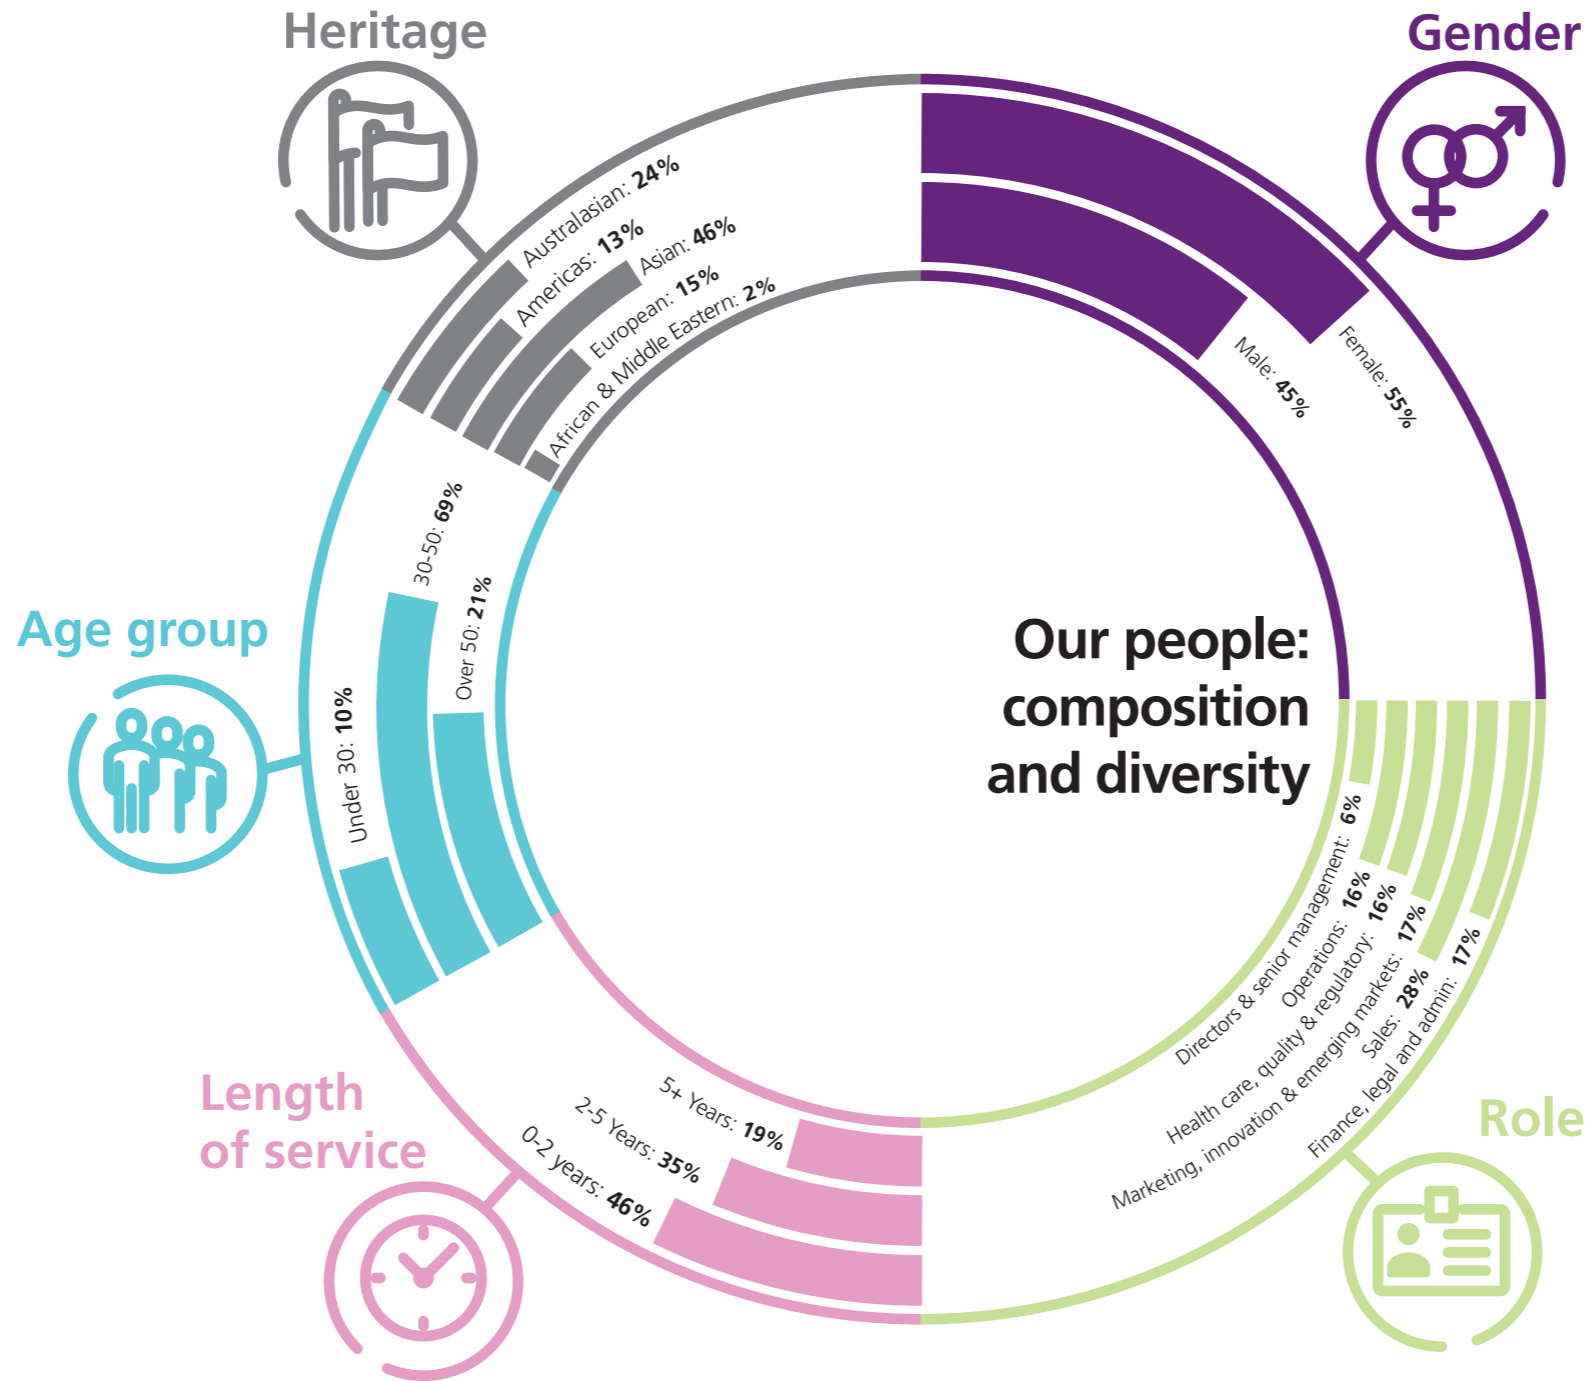 Heritage
Australasian: 24%
Americas: 13%
Asian: 46%
European: 15%
African & Middle Eastern: 2%
Gender
Female: 55%
Male: 45%
Age group
Under 30: 10%
30-50: 69%
Over 50: 21%
Our people:
composition
and diversity
Length
of service
5+ Years: 19%
2-5 Years: 35%
0-2 years: 46%
Role
Directors & senior management: 6%
Operations: 16%
Health care, quality & regulatory: 16%
Marketing, innovation & emerging markets: 17%
Sales: 28%
Finance, legal and admin: 17%